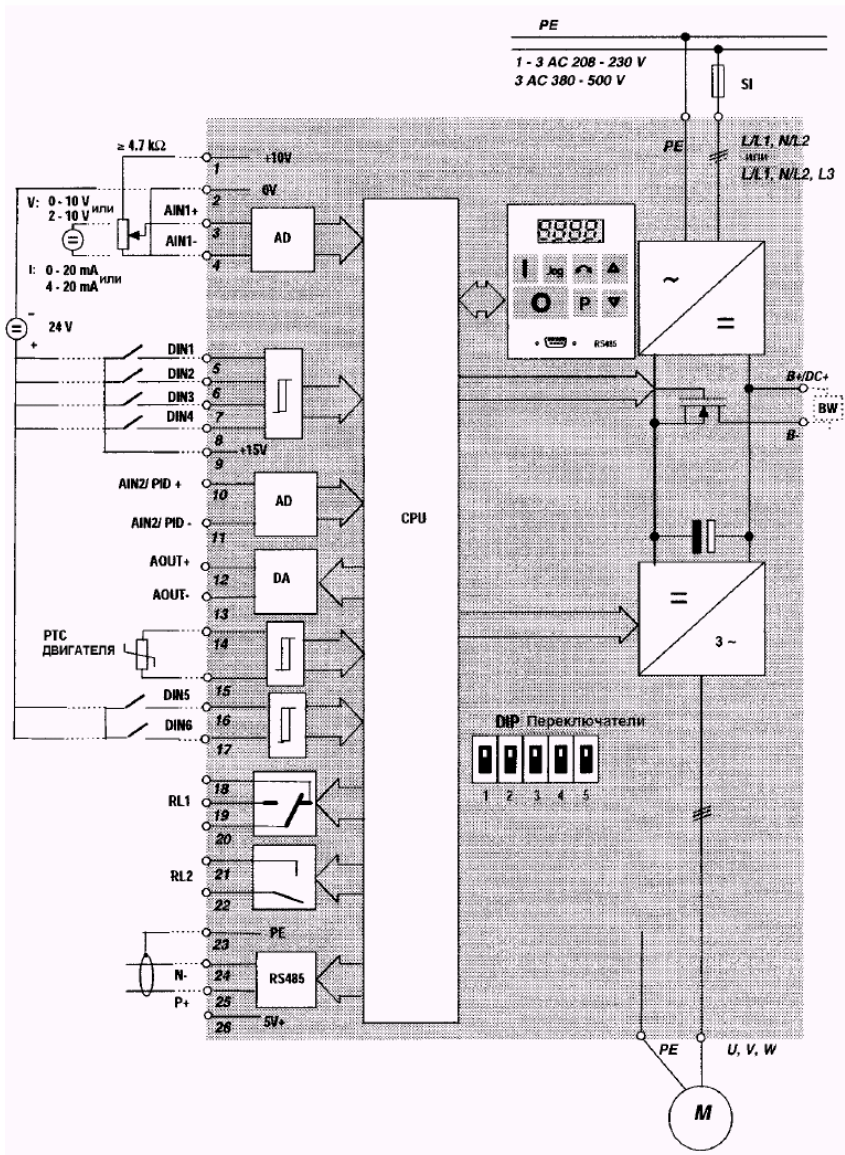 PE
1 - 3 AC 208 - 230 V
3 AC 380 - 500 V
SI
PE
L/L1, N/L2
или
L/L1, N/L2, L3
≥ 4.7 kΩ
1
+10V
2
0V
V: 0 - 10 V
или
2 - 10 V
AIN1+
3
AIN1-
4
AD
I: 0 - 20 mA
или
4 - 20 mA
−
24 V
+
8888
I
Jog
O
P
RS485
~
=
DIN1
5
DIN2
6
DIN3
7
DIN4
8
+15V
9
B+/DC+
BW
B-
AIN2/ PID +
10
AD
AIN2/ PID -
11
CPU
AOUT+
12
DA
AOUT-
13
=
3 ~
PTC
ДВИГАТЕЛЯ
14
15
DIN5
16
DIN6
17
DIP Переключатели
1 2 3 4 5
18
RL1
19
20
21
RL2
22
23
PE
N-
24
RS485
P+
25
26
5V+
PE
U, V, W
M